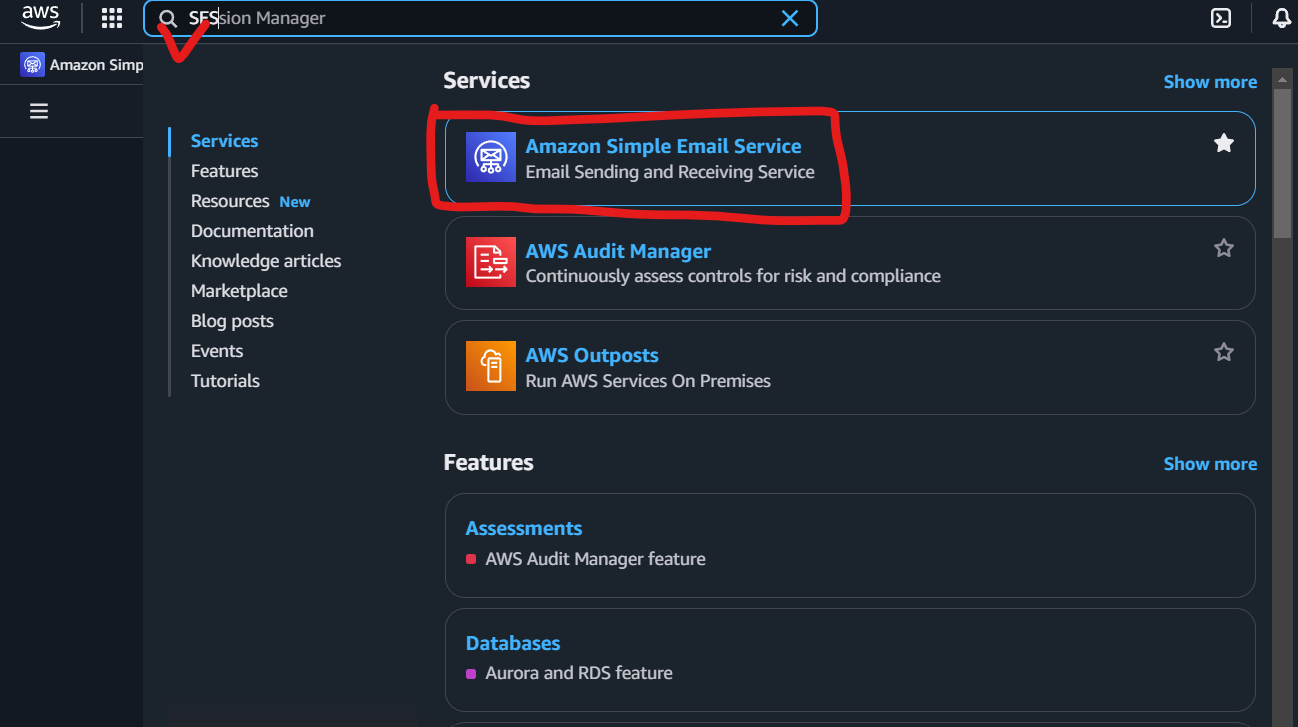 aws
SESsion Manager
Amazon Simp
Services
Show more
Services
Features
Resources New
Documentation
Knowledge articles
Marketplace
Blog posts
Events
Tutorials
Amazon Simple Email Service
Email Sending and Receiving Service
AWS Audit Manager
Continuously assess controls for risk and compliance
AWS Outposts
Run AWS Services On Premises
Features
Show more
Assessments
AWS Audit Manager feature
Databases
Aurora and RDS feature